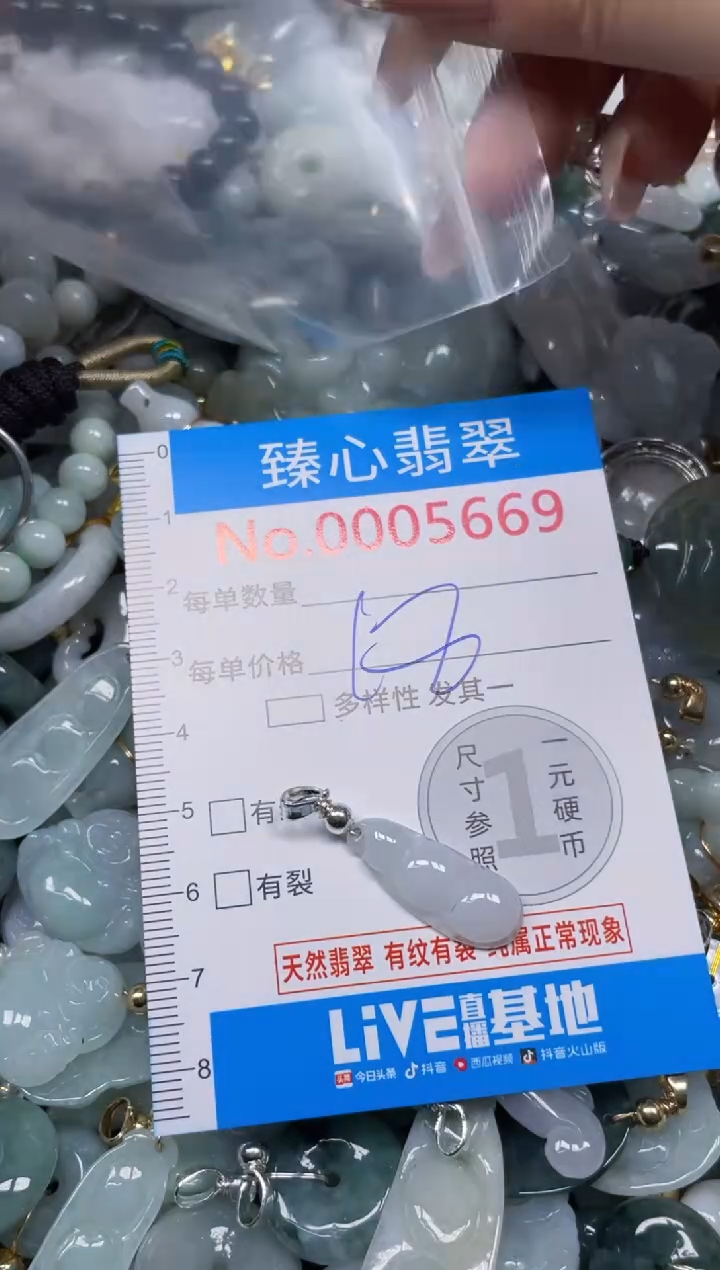 臻心翡翠
No.0005669
每单数量
每单价格
多样性 发其一
尺寸参照
1
一元硬币
有
有裂
天然翡翠 有纹有裂 纯属正常现象
LiVE直播基地
头条 今日头条 抖音 西瓜视频 抖音火山版
0
1
2
3
4
5
6
7
8